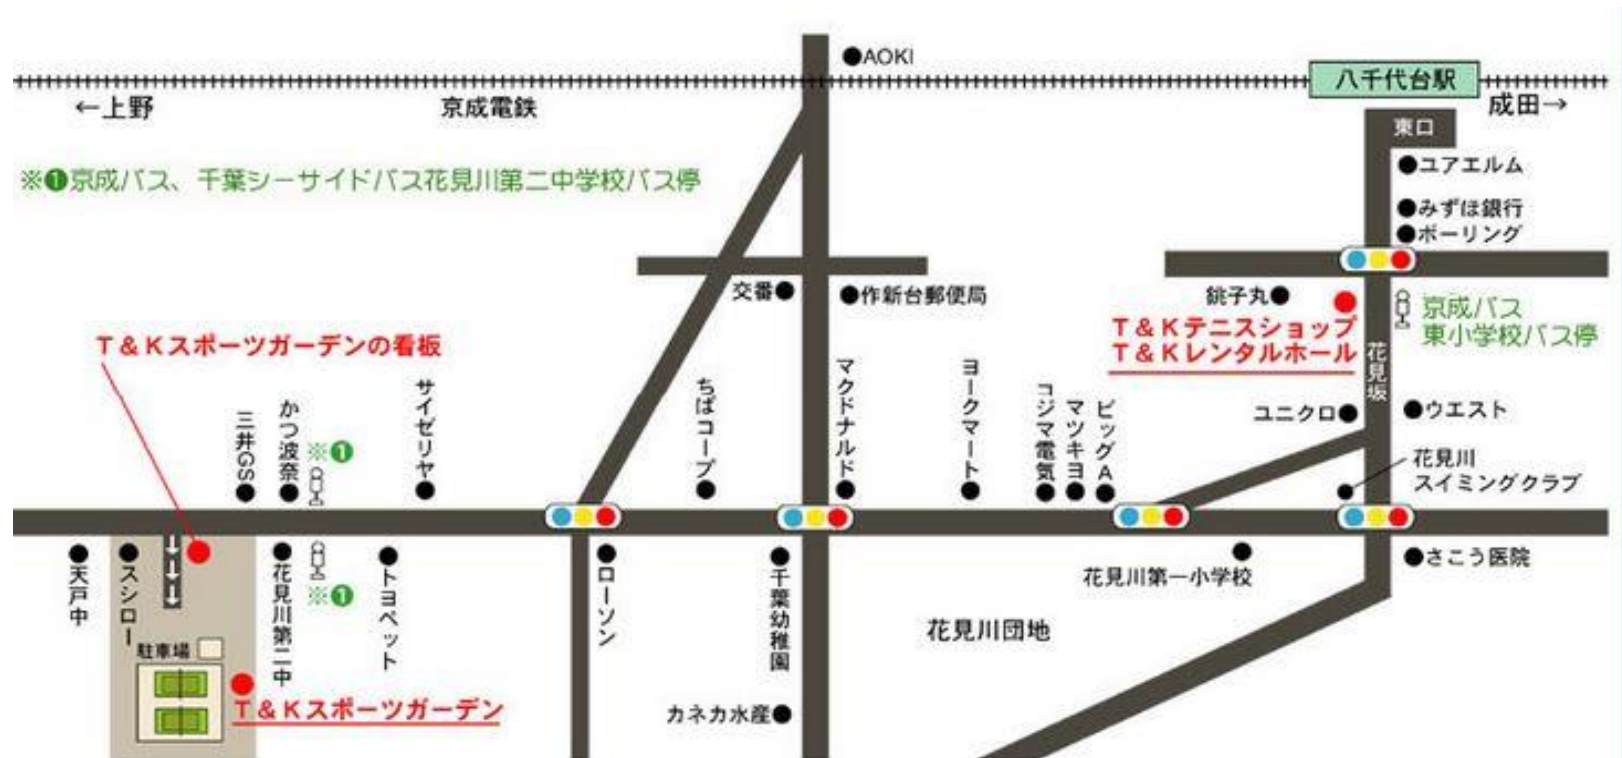 AOKI
八千代台駅
←上野
京成電鉄
成田→
東口
ユアエルム
※❶京成バス、千葉シーサイドバス花見川第二中学校バス停
みずほ銀行
ボーリング
交番
作新台郵便局
銚子丸
京成バス
東小学校バス停
T&Kテニスショップ
T&Kレンタルホール
花見坂
T&Kスポーツガーデンの看板
三井GS
かつ波奈
※❶
サイゼリヤ
ちばコープ
マクドナルド
ヨークマート
コジマ電気
マツキヨ
ビッグA
ユニクロ
ウエスト
花見川
スイミングクラブ
天戸中
スシロー
花見川第二中
※❶
トヨペット
ローソン
千葉幼稚園
花見川第一小学校
さこう医院
花見川団地
駐車場
T&Kスポーツガーデン
カネカ水産